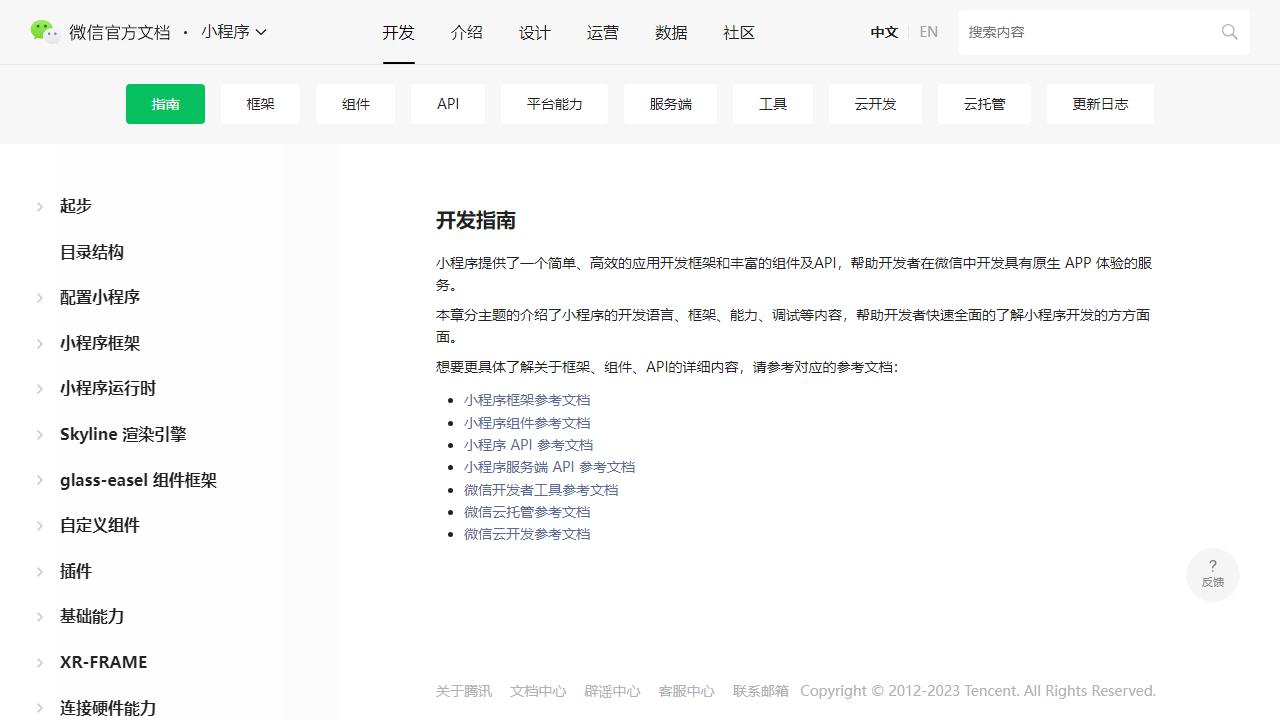 微信官方文档 · 小程序 开发 介绍 设计 运营 数据 社区 中文 EN 搜索内容
指南 框架 组件 API 平台能力 服务端 工具 云开发 云托管 更新日志
起步
目录结构
配置小程序
小程序框架
小程序运行时
Skyline 渲染引擎
glass-easel 组件框架
自定义组件
插件
基础能力
XR-FRAME
连接硬件能力
开发指南
小程序提供了一个简单、高效的应用开发框架和丰富的组件及API，帮助开发者在微信中开发具有原生 APP 体验的服
务。
本章分主题的介绍了小程序的开发语言、框架、能力、调试等内容，帮助开发者快速全面的了解小程序开发的方方面
面。
想要更具体了解关于框架、组件、API的详细内容，请参考对应的参考文档：
小程序框架参考文档
小程序组件参考文档
小程序 API 参考文档
小程序服务端 API 参考文档
微信开发者工具参考文档
微信云托管参考文档
微信云开发参考文档
?
反馈
关于腾讯 文档中心 辟谣中心 客服中心 联系邮箱 Copyright © 2012-2023 Tencent. All Rights Reserved.